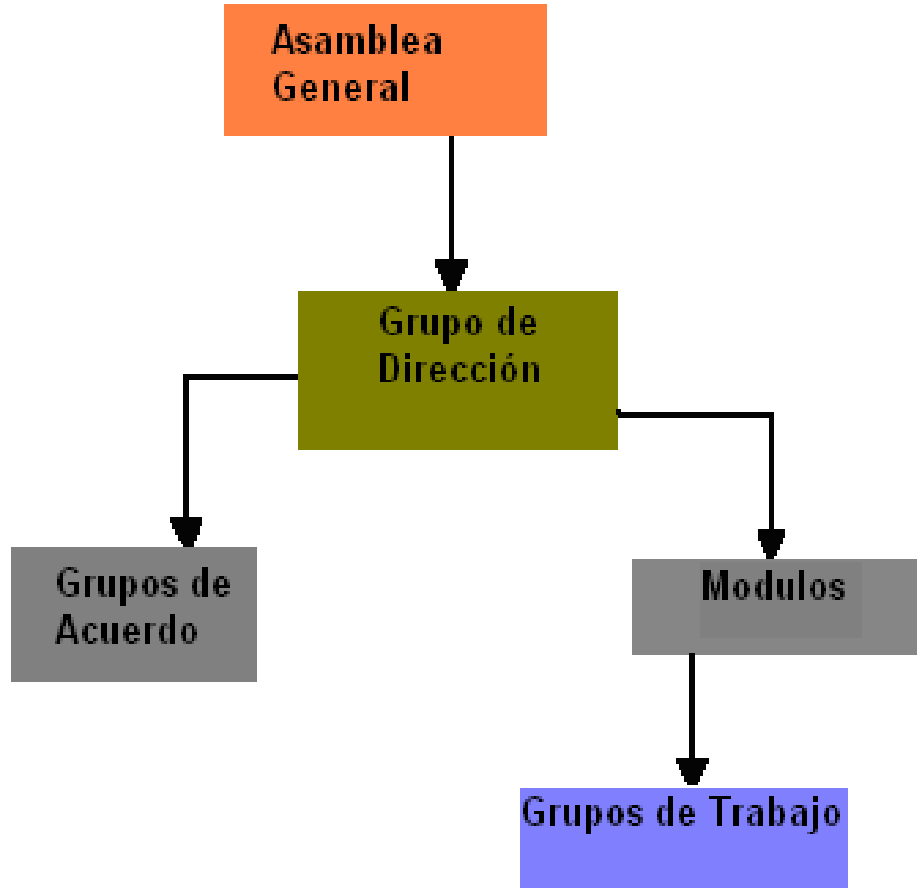 Asamblea
General
Grupo de
Dirección
Grupos de
Acuerdo
Modulos
Grupos de Trabajo